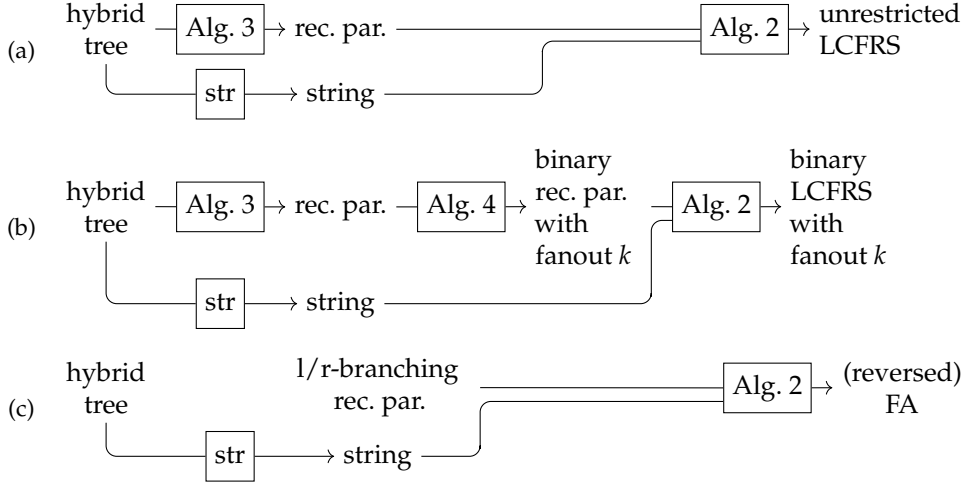 (a)
hybrid
tree
Alg. 3
rec. par.
Alg. 2
unrestricted
LCFRS
str
string
(b)
hybrid
tree
Alg. 3
rec. par.
Alg. 4
binary
rec. par.
with
fanout k
Alg. 2
binary
LCFRS
with
fanout k
str
string
(c)
hybrid
tree
l/r-branching
rec. par.
Alg. 2
(reversed)
FA
str
string